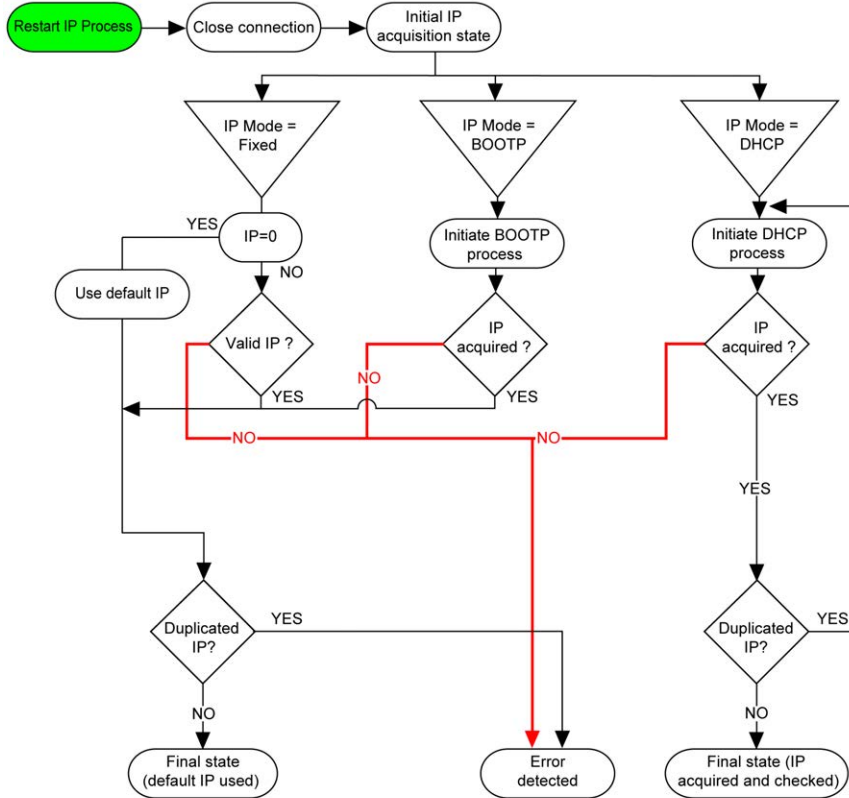 Restart IP Process
Close connection
Initial IP
acquisition state
IP Mode =
Fixed
IP Mode =
BOOTP
IP Mode =
DHCP
YES
IP=0
Initiate BOOTP
process
Initiate DHCP
process
NO
Use default IP
Valid IP ?
IP
acquired ?
IP
acquired ?
NO
YES
YES
YES
NO
NO
NO
YES
Duplicated
IP?
YES
Duplicated
IP?
YES
NO
NO
Final state
(default IP used)
Error
detected
Final state (IP
acquired and checked)